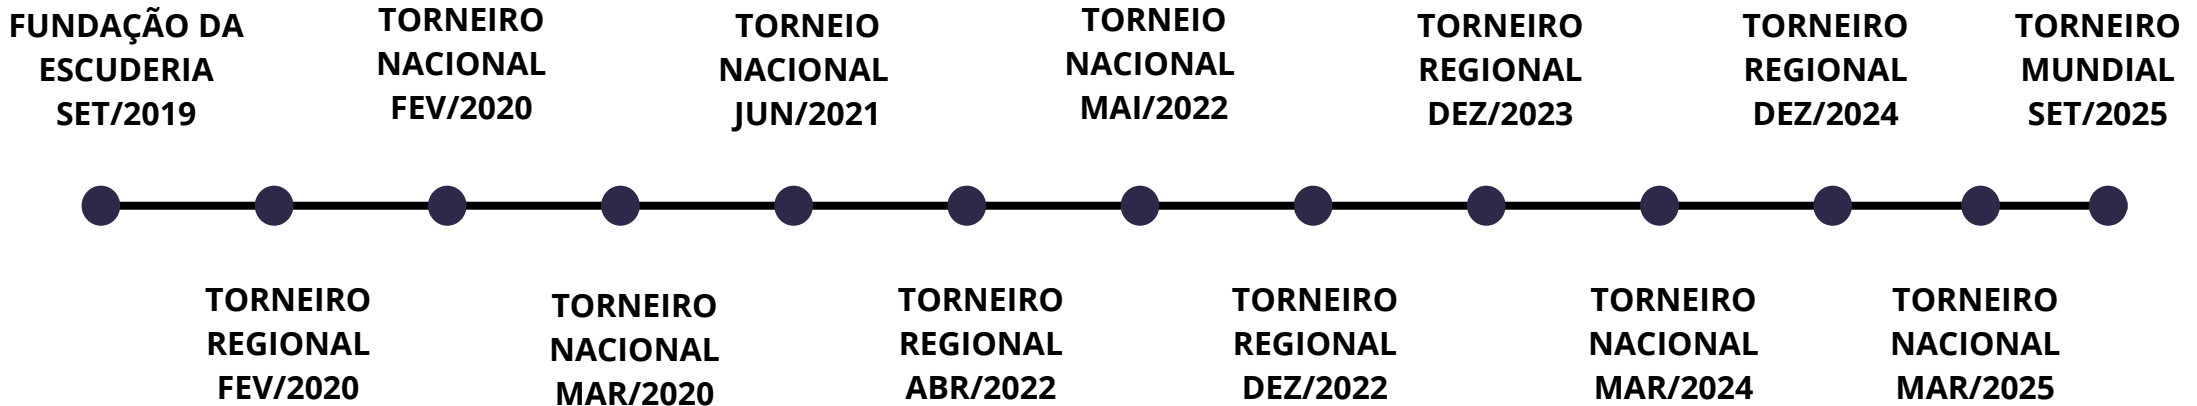 FUNDAÇÃO DA
ESCUDERIA
SET/2019
TORNEIRO
REGIONAL
FEV/2020
TORNEIRO
NACIONAL
FEV/2020
TORNEIRO
NACIONAL
MAR/2020
TORNEIO
NACIONAL
JUN/2021
TORNEIRO
REGIONAL
ABR/2022
TORNEIO
NACIONAL
MAI/2022
TORNEIRO
REGIONAL
DEZ/2022
TORNEIRO
REGIONAL
DEZ/2023
TORNEIRO
NACIONAL
MAR/2024
TORNEIRO
REGIONAL
DEZ/2024
TORNEIRO
NACIONAL
MAR/2025
TORNEIRO
MUNDIAL
SET/2025